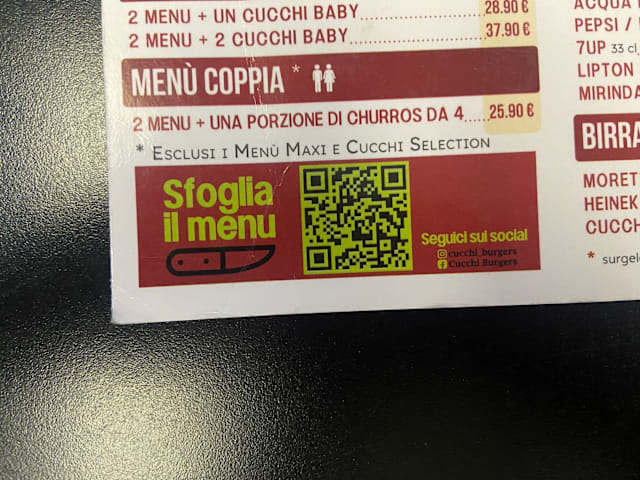 2 MENU + UN CUCCHI BABY 28.90 €
2 MENU + 2 CUCCHI BABY 37.90 €
MENÙ COPPIA *
2 MENU + UNA PORZIONE DI CHURROS DA 4...... 25.90 €
* ESCLUSI I MENÙ MAXI E CUCCHI SELECTION
Sfoglia
il menu
Seguici sui social
cucchi_burgers
Cucchi Burgers
ACQUA
PEPSI /
7UP 33 cl
LIPTON
MIRINDA
BIRRA
MORET
HEINEK
CUCCH
* surgel